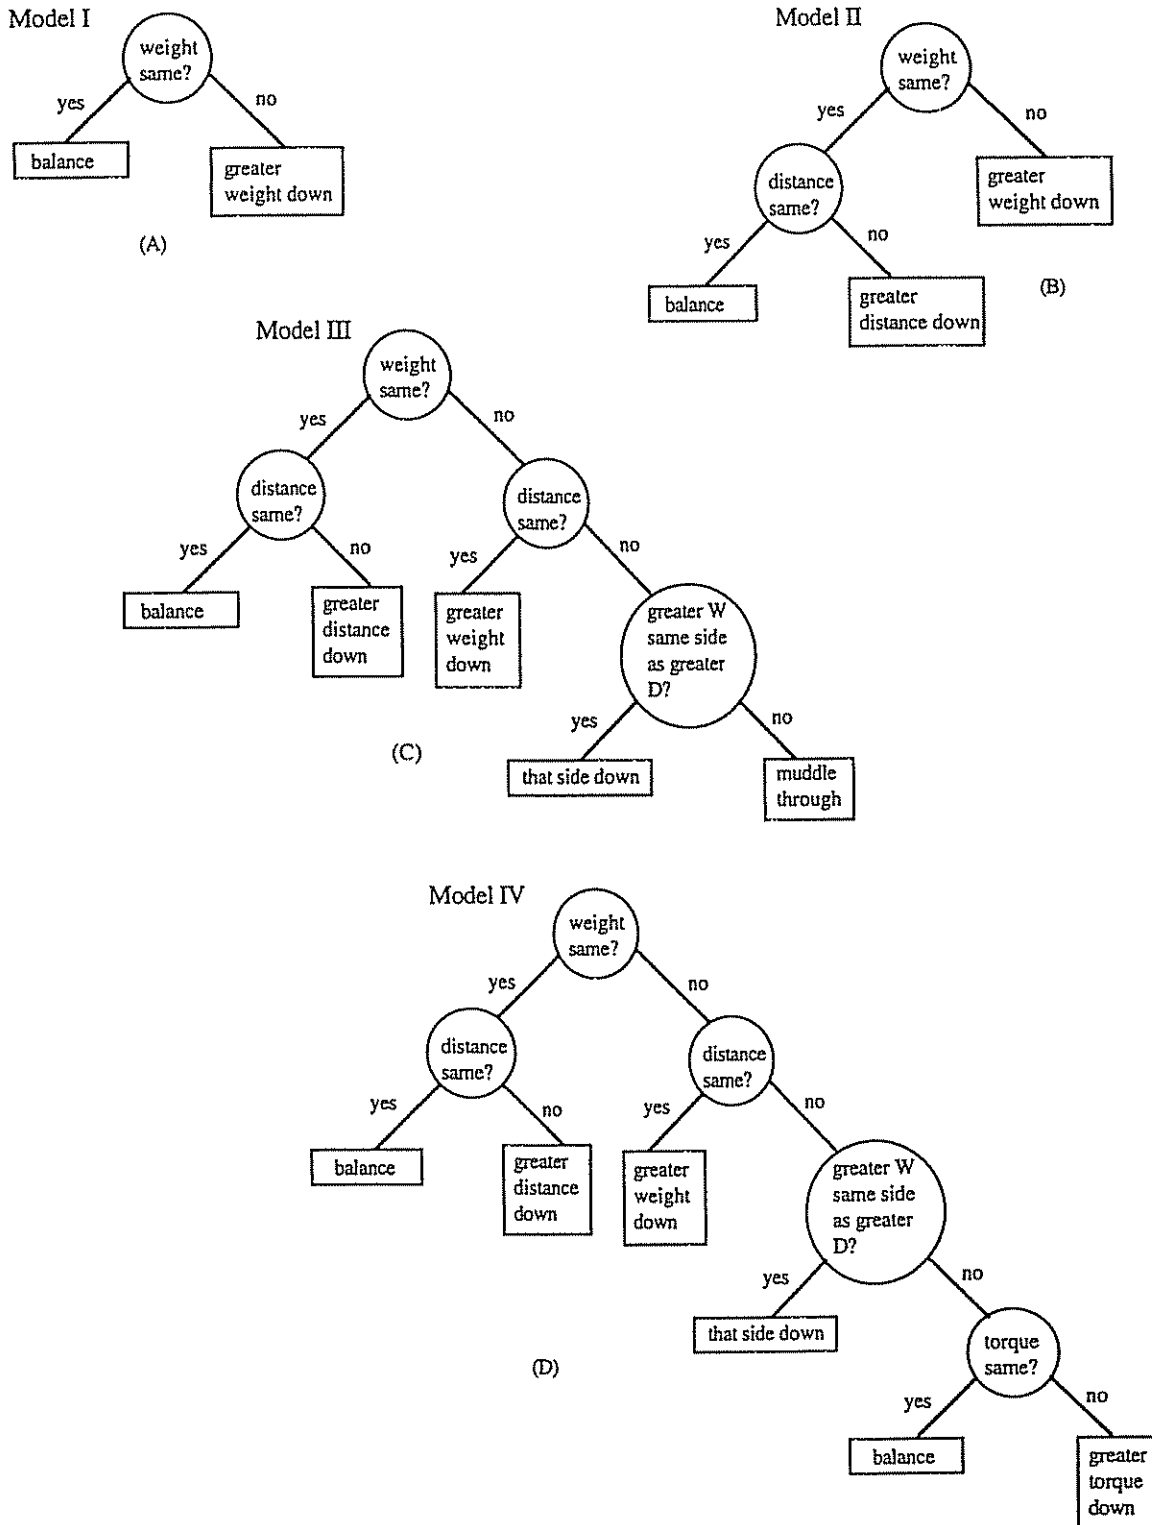 Model I
weight
same?
yes
no
balance
greater
weight down
(A)
Model II
weight
same?
yes
no
distance
same?
greater
weight down
yes
no
balance
greater
distance down
(B)
Model III
weight
same?
yes
no
distance
same?
distance
same?
yes
no
yes
no
balance
greater
distance
down
greater
weight
down
greater W
same side
as greater
D?
yes
no
that side down
muddle
through
(C)
Model IV
weight
same?
yes
no
distance
same?
distance
same?
yes
no
yes
no
balance
greater
distance
down
greater
weight
down
greater W
same side
as greater
D?
yes
no
that side down
torque
same?
yes
no
balance
greater
torque
down
(D)